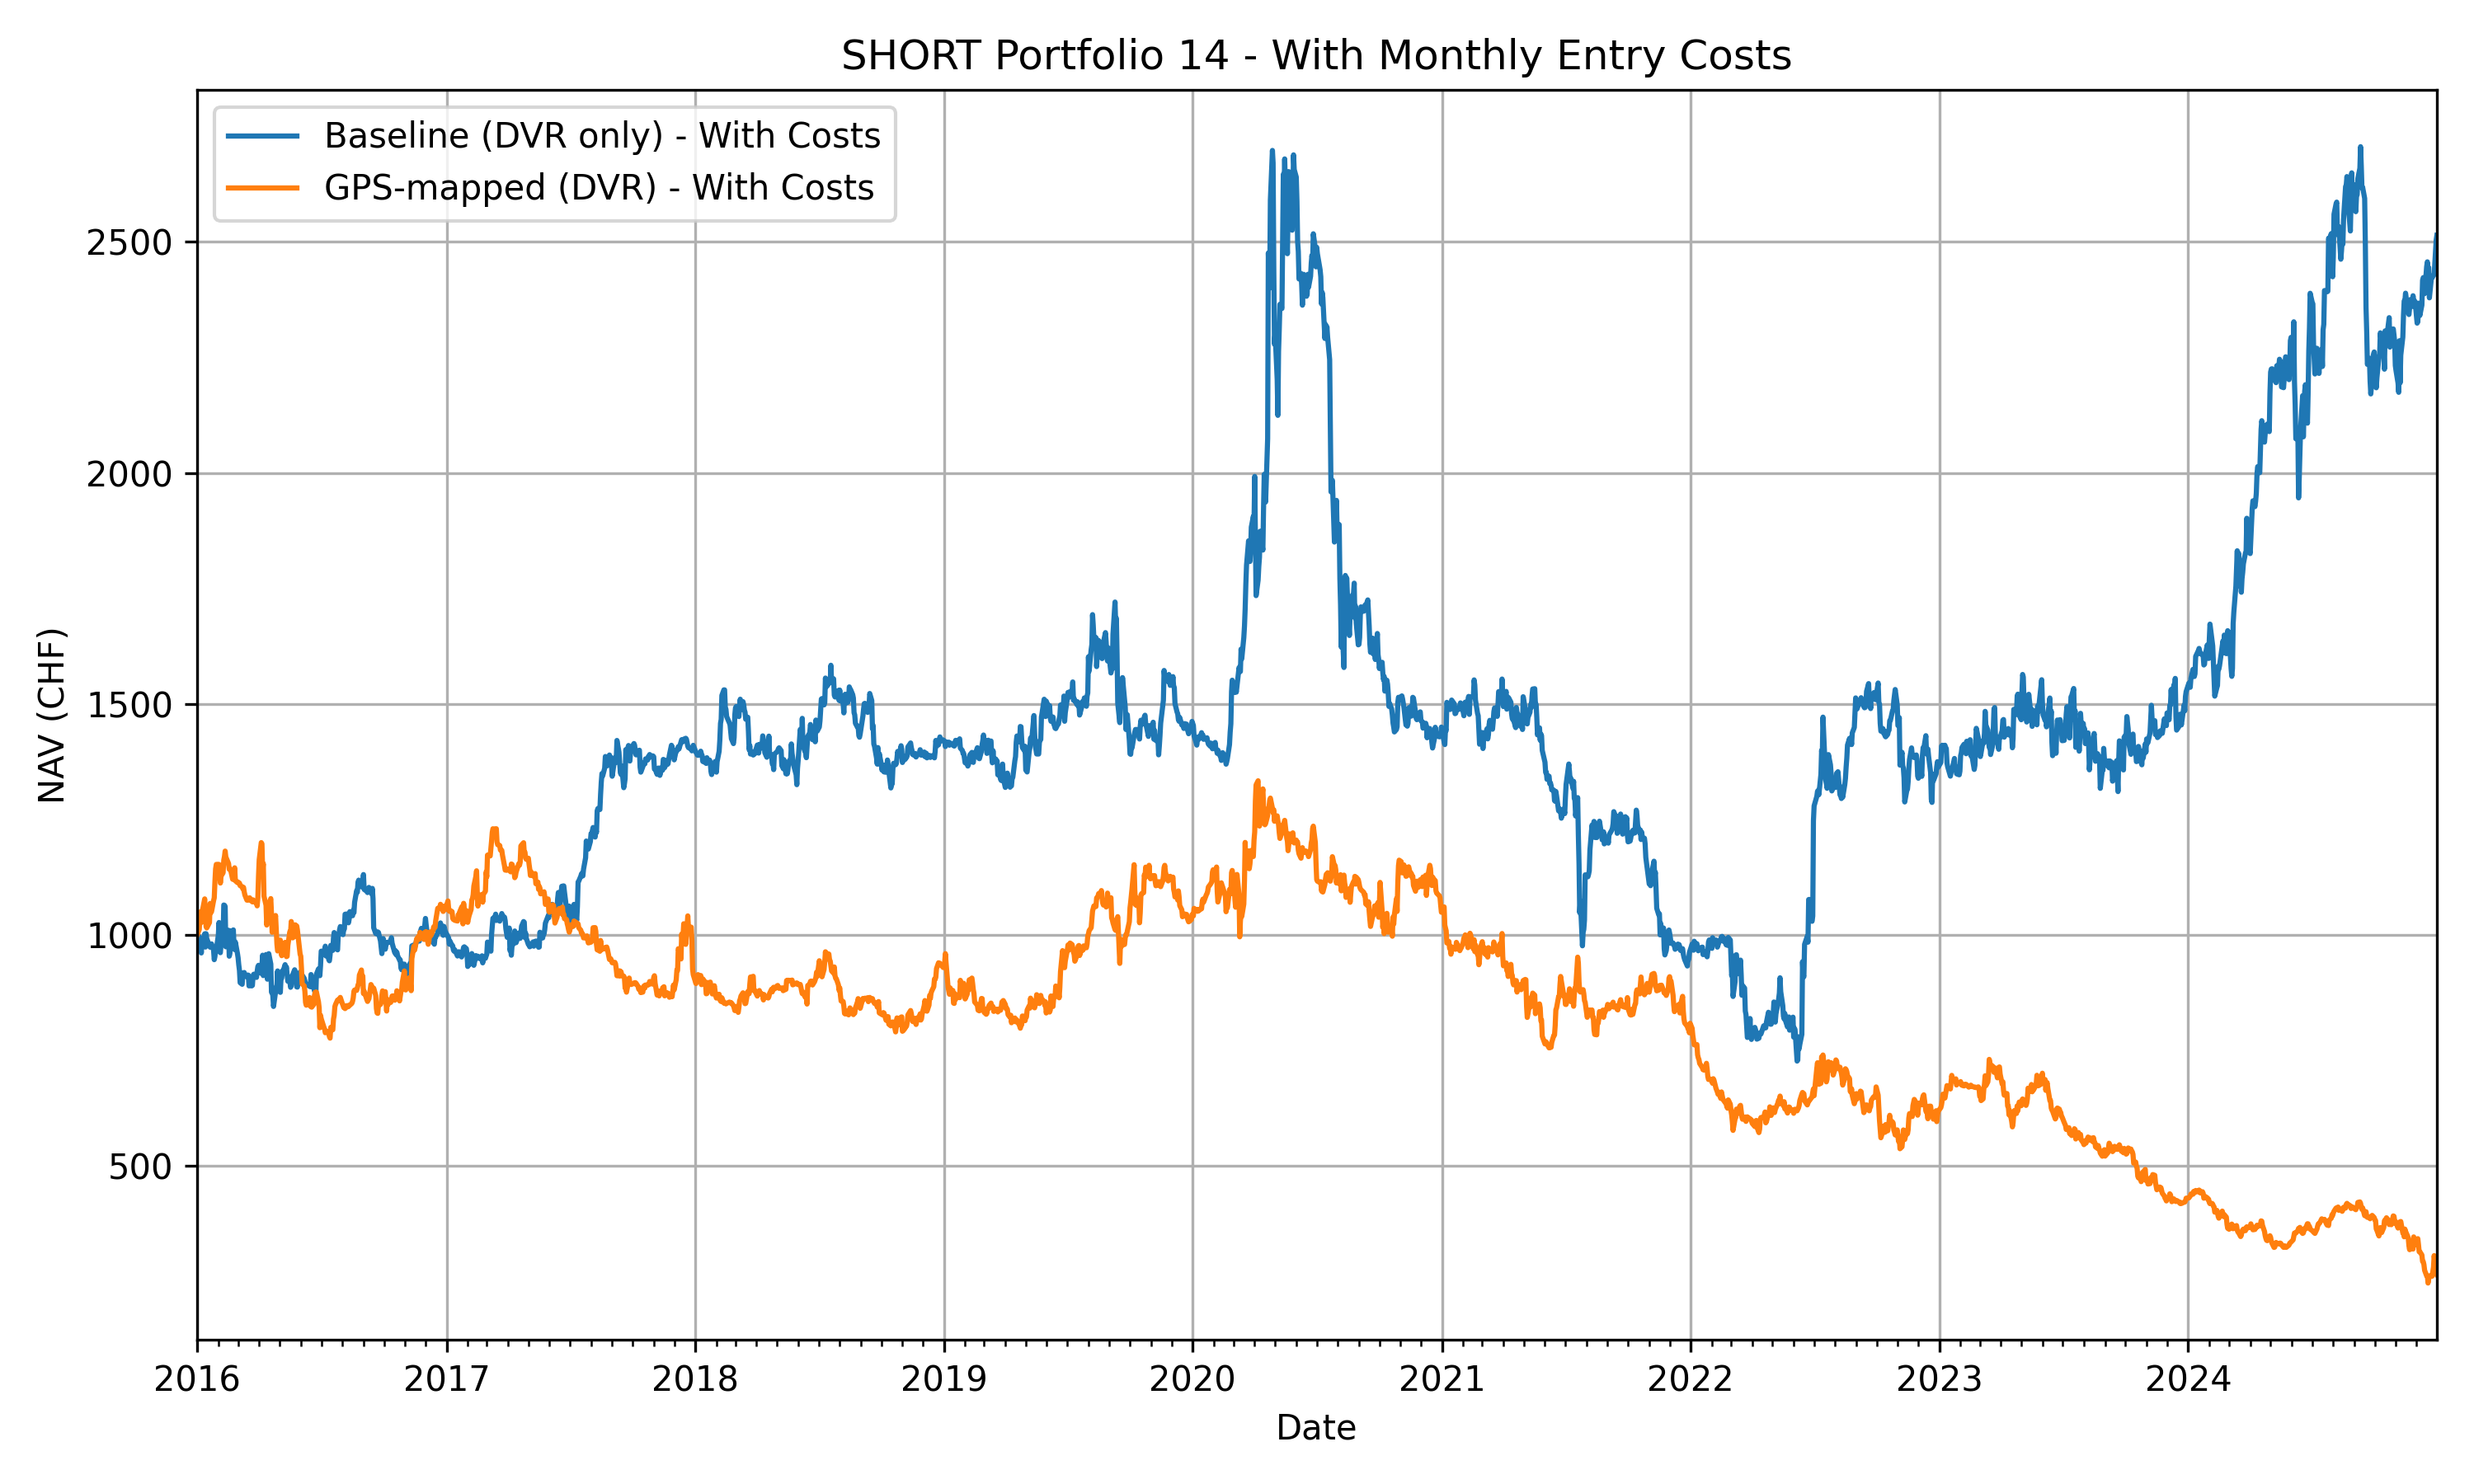 SHORT Portfolio 14 - With Monthly Entry Costs
Baseline (DVR only) - With Costs
GPS-mapped (DVR) - With Costs
NAV (CHF)
2500
2000
1500
1000
500
2016 2017 2018 2019 2020 2021 2022 2023 2024
Date